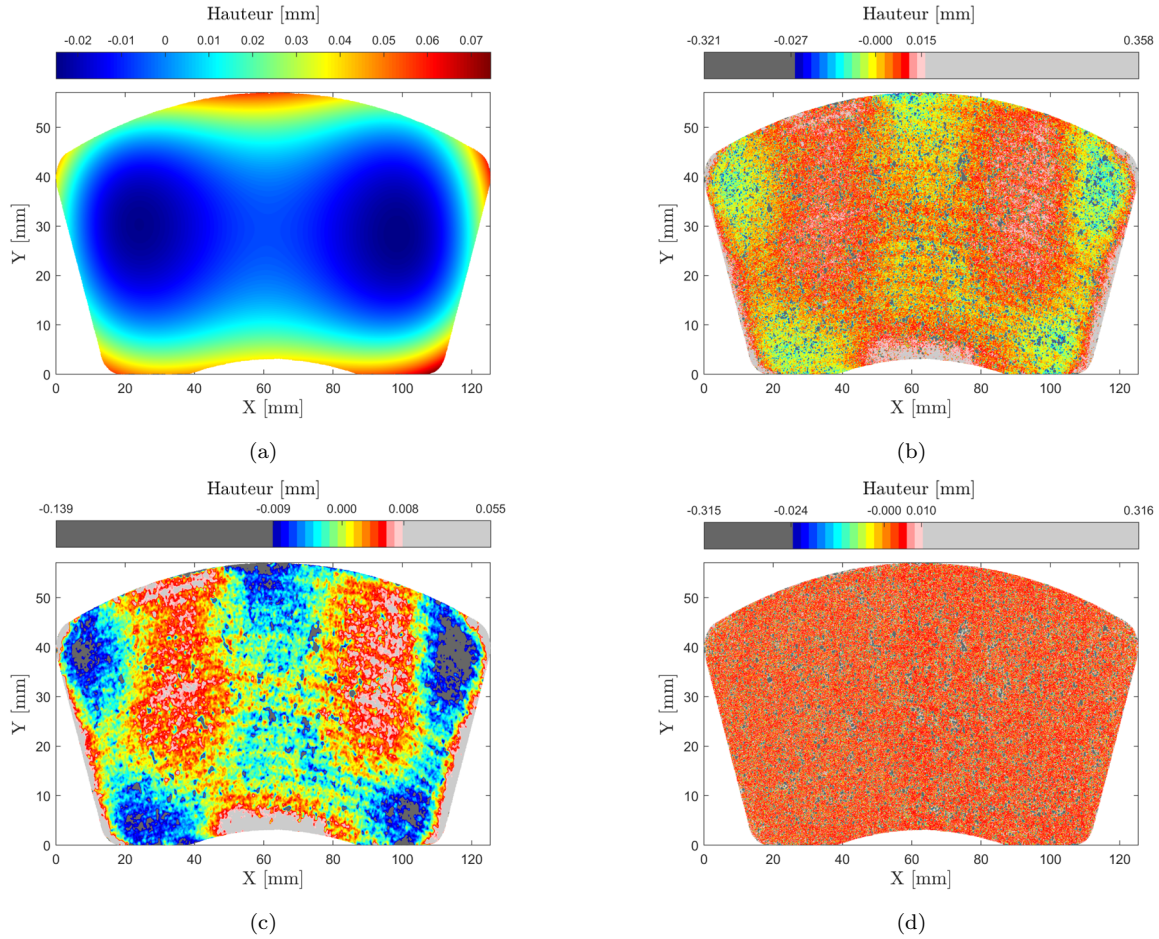 Hauteur [mm]
-0.02 -0.01 0 0.01 0.02 0.03 0.04 0.05 0.06 0.07
50
40
30
20
10
0
Y [mm]
0 20 40 60 80 100 120
X [mm]
(a)
Hauteur [mm]
-0.321 -0.027 -0.000 0.015 0.358
50
40
30
20
10
0
Y [mm]
0 20 40 60 80 100 120
X [mm]
(b)
Hauteur [mm]
-0.139 -0.009 0.000 0.008 0.055
50
40
30
20
10
0
Y [mm]
0 20 40 60 80 100 120
X [mm]
(c)
Hauteur [mm]
-0.315 -0.024 -0.000 0.010 0.316
50
40
30
20
10
0
Y [mm]
0 20 40 60 80 100 120
X [mm]
(d)